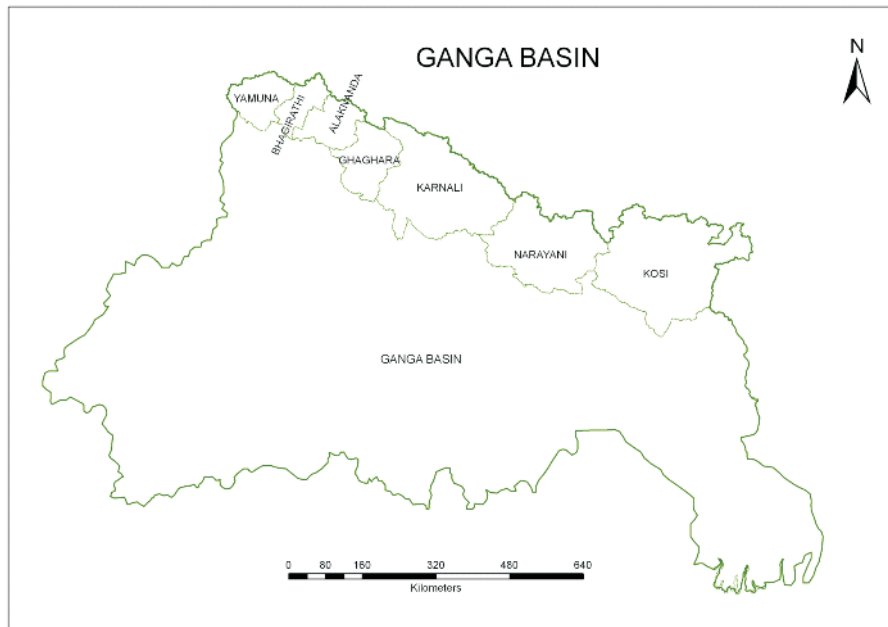 GANGA BASIN
N
YAMUNA
BHAGIRATHI
ALAKNANDA
GHAGHARA
KARNALI
NARAYANI
KOSI
GANGA BASIN
0 80 160 320 480 640
Kilometers